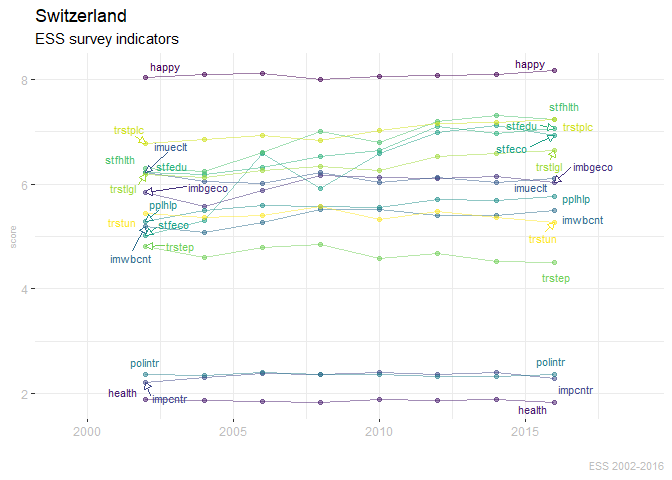 Switzerland
ESS survey indicators
happy
happy
8
stfhlth
trstplc
stfedu
trstplc
imueclt
stfeco
stfhlth
stfedu
trstlgl
imbgeco
6
trstlgl
imbgeco
imueclt
pplhlp
pplhlp
trstun
stfeco
imwbcnt
score
trstep
trstun
imwbcnt
trstep
4
polintr
polintr
health
impcntr
impcntr
2
health
2000
2005
2010
2015
ESS 2002-2016